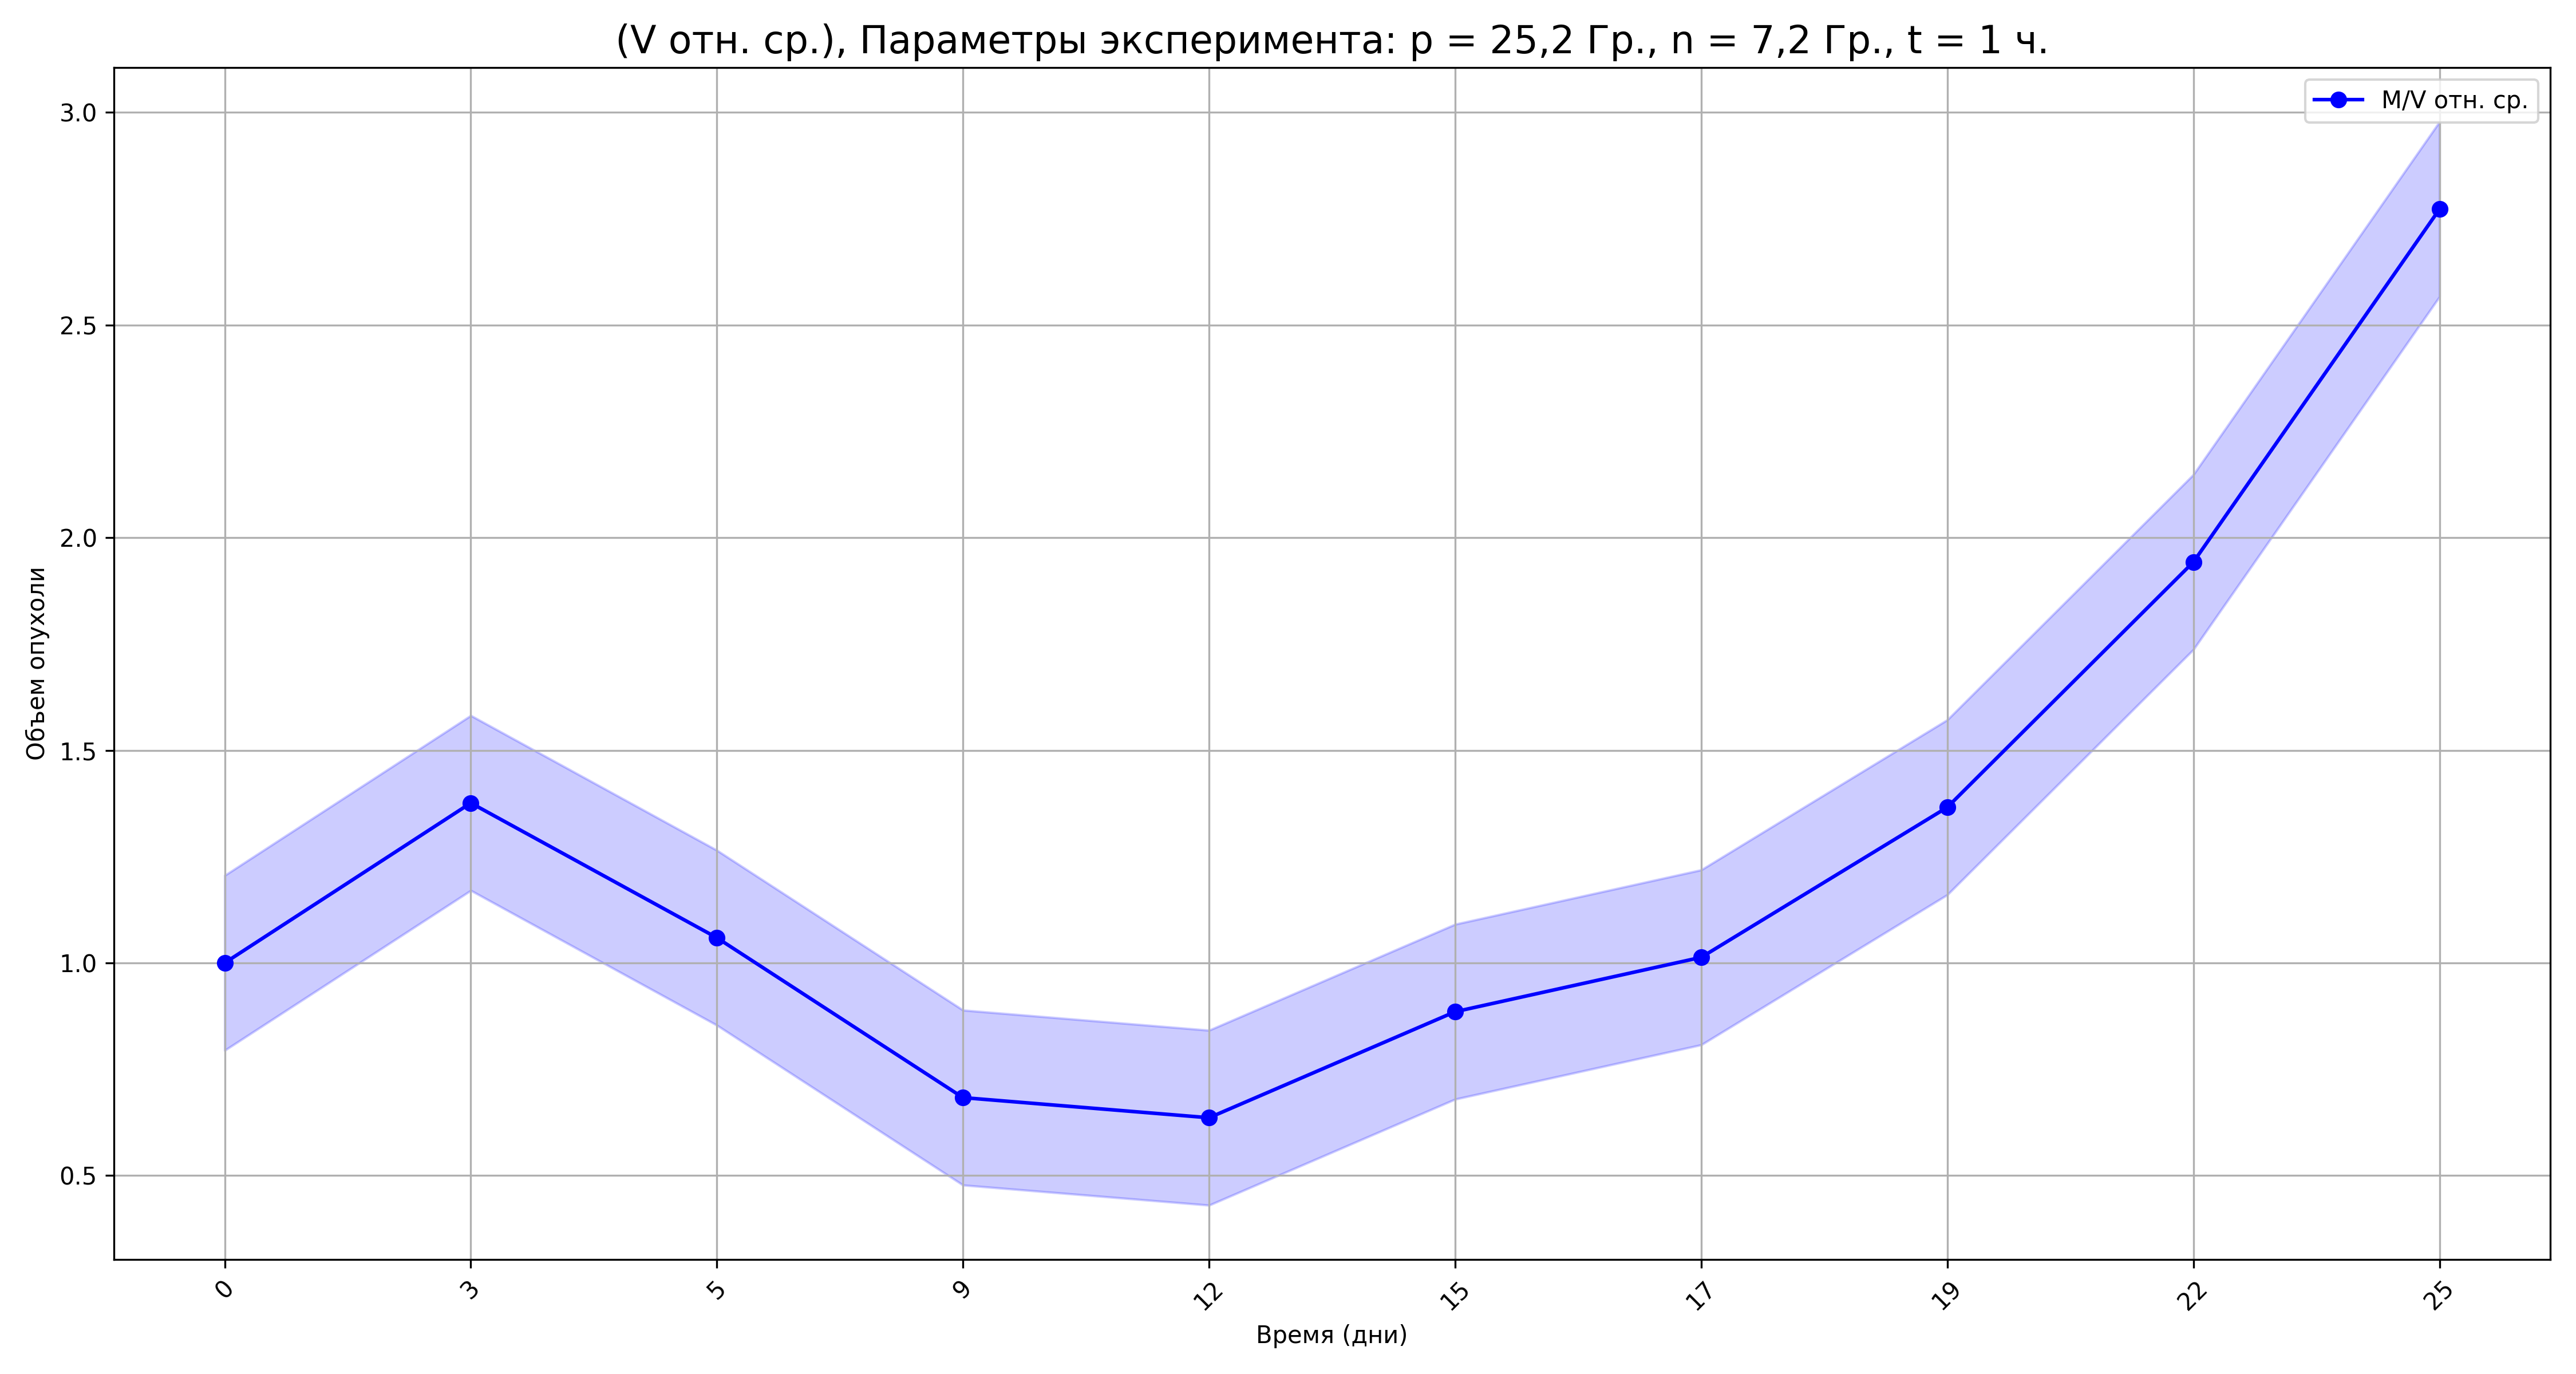 (V отн. ср.), Параметры эксперимента: p = 25,2 Гр., n = 7,2 Гр., t = 1 ч.
M/V отн. ср.
3.0
2.5
2.0
1.5
1.0
0.5
Объем опухоли
0 3 5 9 12 15 17 19 22 25
Время (дни)